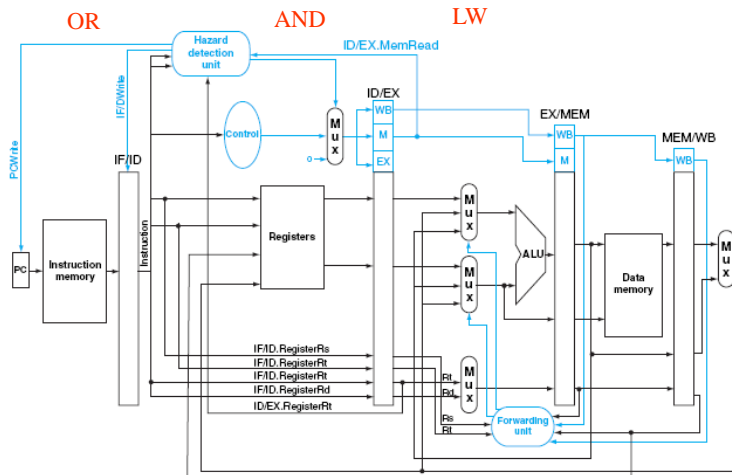 OR
AND
LW
Hazard
detection
unit
ID/EX.MemRead
ID/EX
WB
EX/MEM
IF/DWrite
PCWrite
Control
M
u
x
M
WB
MEM/WB
0
EX
M
WB
IF/ID
Instruction
PC
Instruction
memory
Registers
M
u
x
M
u
x
ALU
Data
memory
M
u
x
IF/ID.RegisterRs
IF/ID.RegisterRt
IF/ID.RegisterRt
IF/ID.RegisterRd
ID/EX.RegisterRt
Rt
Rd
M
u
x
Rs
Rt
Forwarding
unit